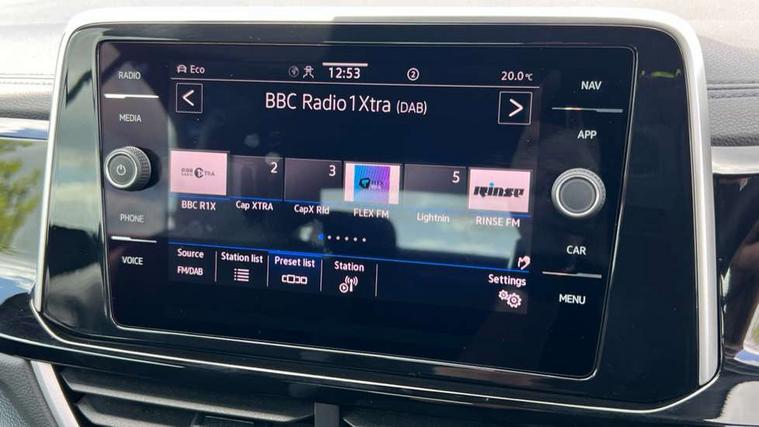 RADIO
MEDIA
PHONE
VOICE
Eco 12:53 2 20.0 °C
BBC Radio 1Xtra (DAB)
2 3 5
XTRA RINSE
BBC R1X Cap XTRA CapX Rld FLEX FM Lightnin RINSE FM
Source Station list Preset list Station Settings
FM/DAB
NAV
APP
CAR
MENU